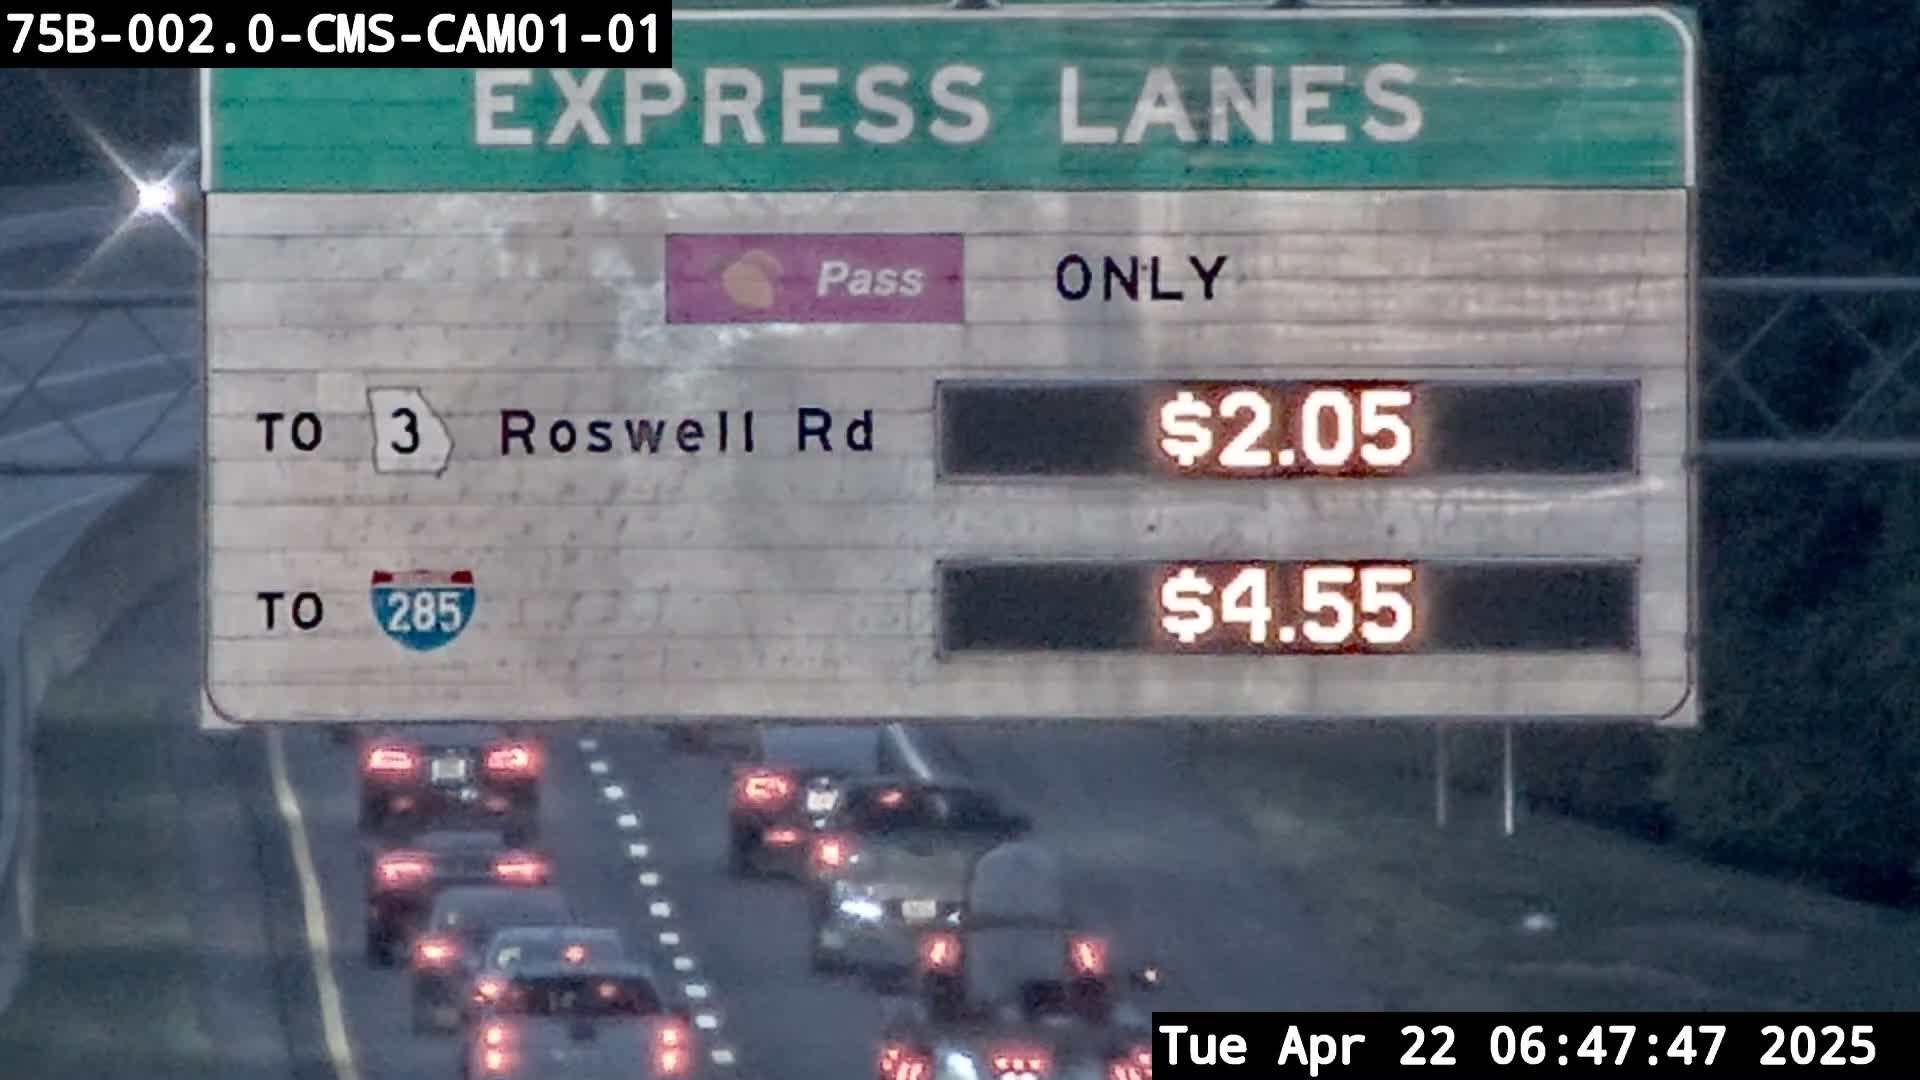 75B-002.0-CMS-CAM01-01
EXPRESS LANES
Pass ONLY
TO 3 Roswell Rd $2.05
TO 285 $4.55
Tue Apr 22 06:47:47 2025